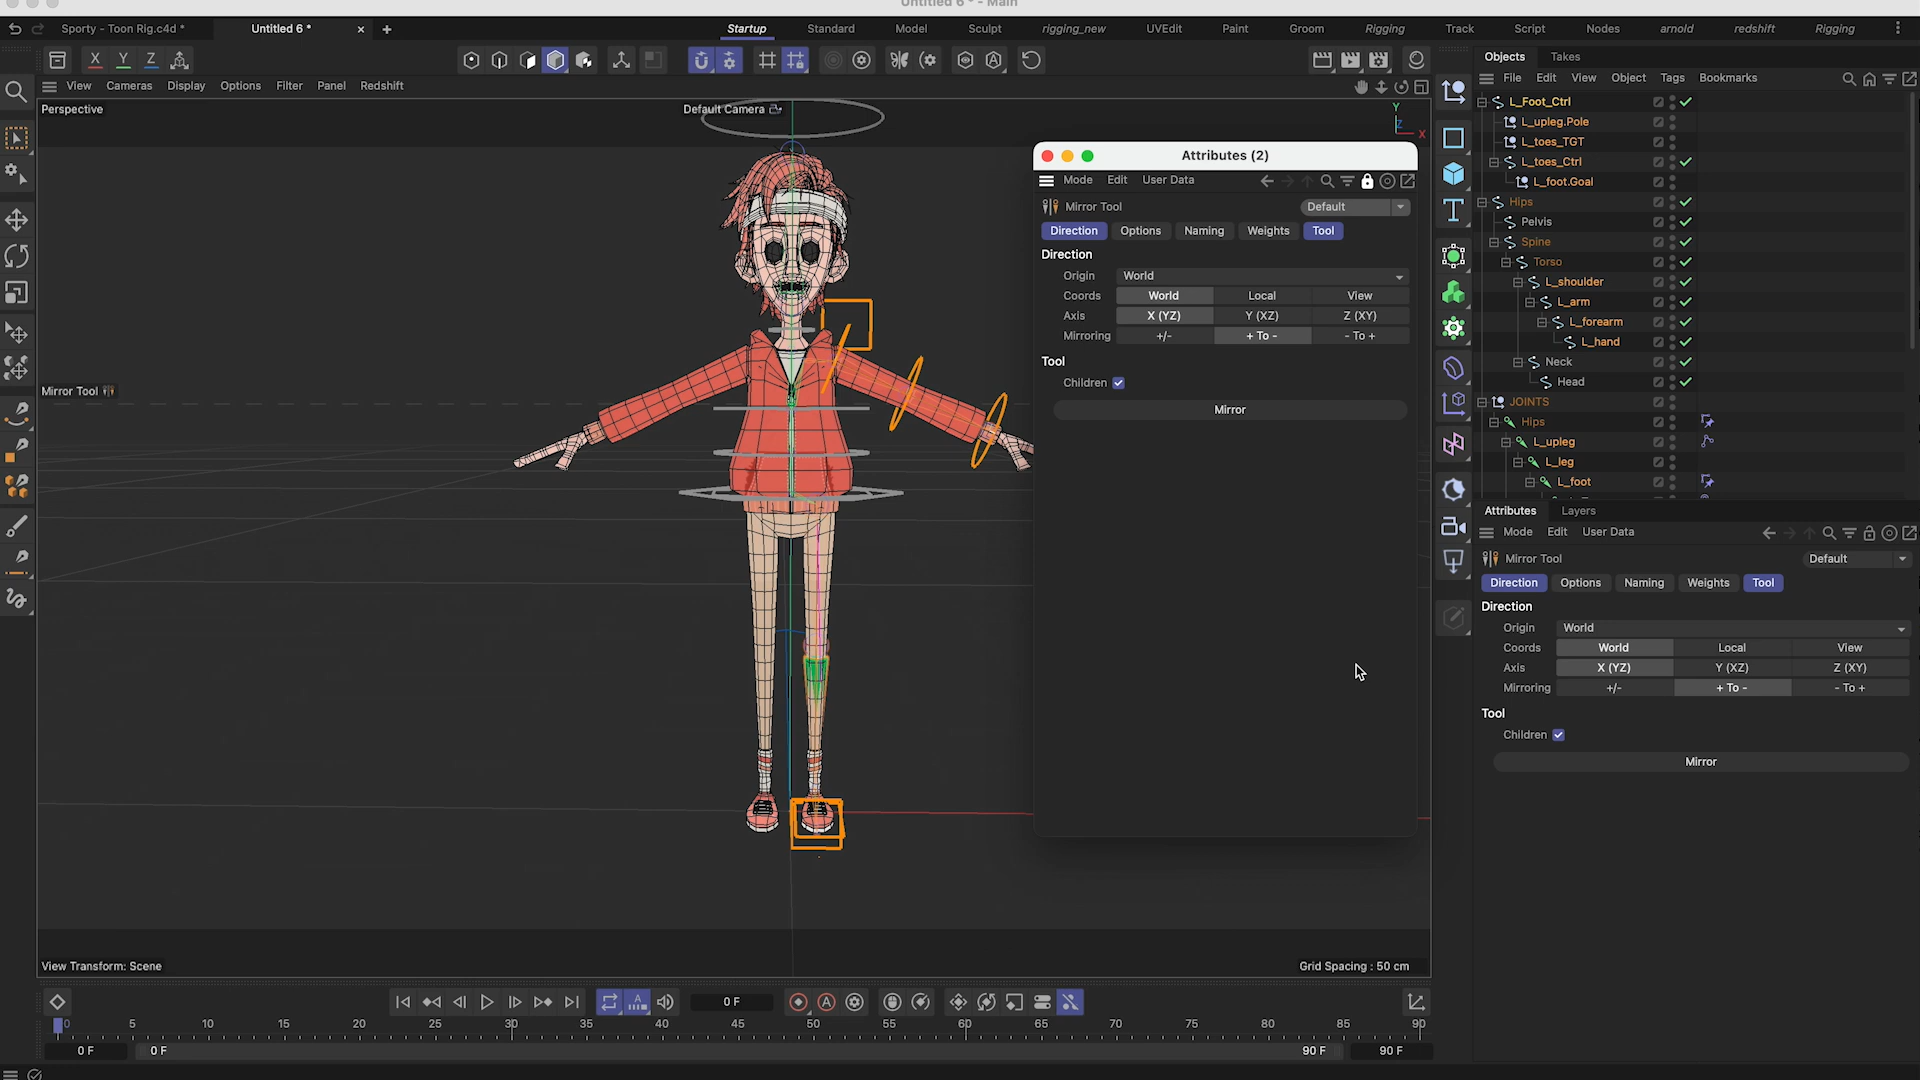 Untitled 6 * - Main
Sporty - Toon Rig.c4d *
Untitled 6 *
Startup
Standard
Model
Sculpt
rigging_new
UVEdit
Paint
Groom
Rigging
Track
Script
Nodes
arnold
redshift
Rigging
X
Y
Z
Objects
Takes
File
Edit
View
Object
Tags
Bookmarks
View
Cameras
Display
Options
Filter
Panel
Redshift
Perspective
Default Camera
Y
Z
X
L_Foot_Ctrl
L_upleg.Pole
L_toes_TGT
L_toes_Ctrl
L_foot.Goal
Hips
Pelvis
Spine
Torso
L_shoulder
L_arm
L_forearm
L_hand
Neck
Head
JOINTS
Hips
L_upleg
L_leg
L_foot
Attributes (2)
Mode
Edit
User Data
Mirror Tool
Default
Direction
Options
Naming
Weights
Tool
Direction
Origin
World
Coords
World
Local
View
Axis
X (YZ)
Y (XZ)
Z (XY)
Mirroring
+/-
+ To -
- To +
Tool
Children
Mirror
Mirror Tool
Attributes
Layers
Mode
Edit
User Data
Mirror Tool
Default
Direction
Options
Naming
Weights
Tool
Direction
Origin
World
Coords
World
Local
View
Axis
X (YZ)
Y (XZ)
Z (XY)
Mirroring
+/-
+ To -
- To +
Tool
Children
Mirror
View Transform: Scene
Grid Spacing : 50 cm
A
0 F
A
0
5
10
15
20
25
30
35
40
45
50
55
60
65
70
75
80
85
90
0 F
0 F
90 F
90 F